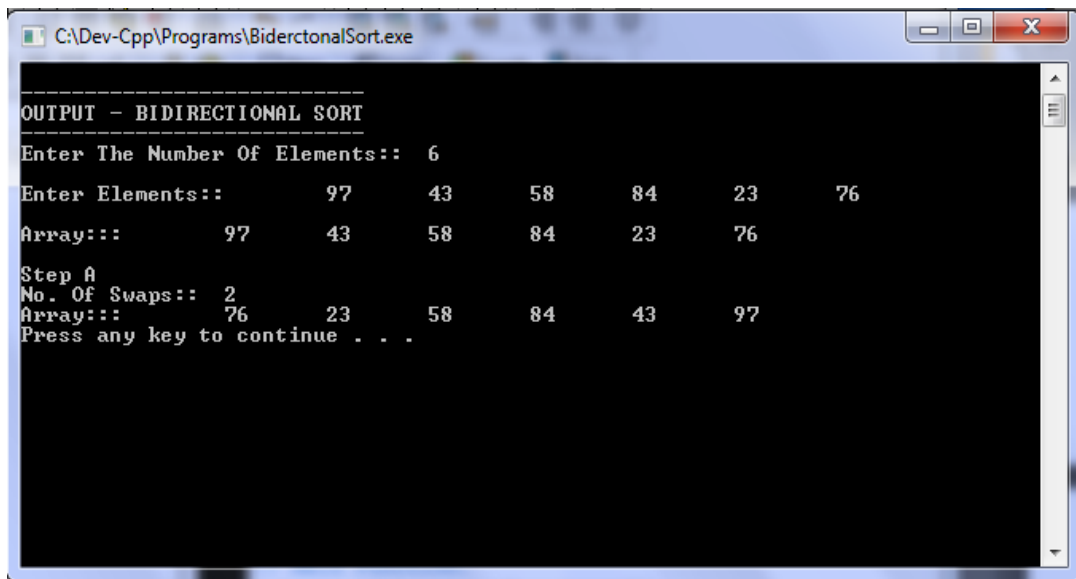 C:\Dev-Cpp\Programs\BiderctonalSort.exe
---------------------------
OUTPUT - BIDIRECTIONAL SORT
---------------------------
Enter The Number Of Elements:: 6
Enter Elements:: 97 43 58 84 23 76
Array::: 97 43 58 84 23 76
Step A
No. Of Swaps:: 2
Array::: 76 23 58 84 43 97
Press any key to continue . . .